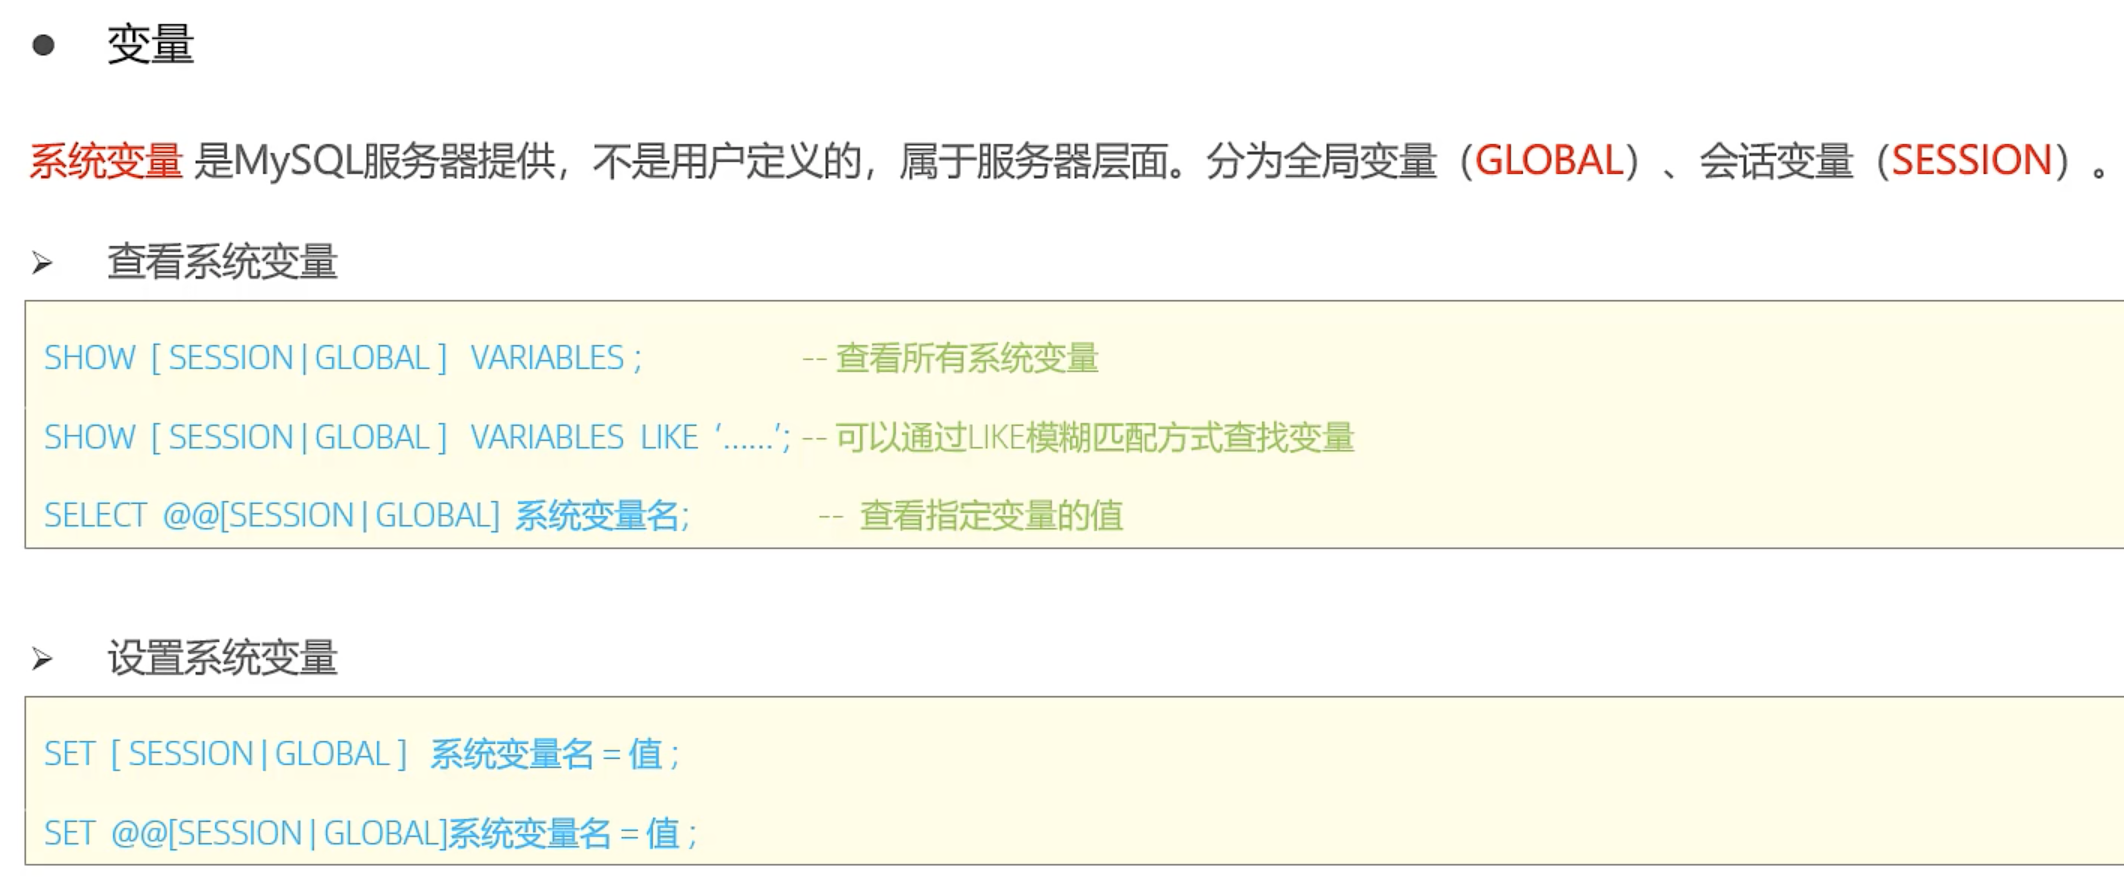 ● 变量
系统变量 是MySQL服务器提供，不是用户定义的，属于服务器层面。分为全局变量（GLOBAL）、会话变量（SESSION）。
➢ 查看系统变量
SHOW [ SESSION | GLOBAL ] VARIABLES ; -- 查看所有系统变量
SHOW [ SESSION | GLOBAL ] VARIABLES LIKE ‘......’; -- 可以通过LIKE模糊匹配方式查找变量
SELECT @@[SESSION | GLOBAL] 系统变量名; -- 查看指定变量的值
➢ 设置系统变量
SET [ SESSION | GLOBAL ] 系统变量名 = 值 ;
SET @@[SESSION | GLOBAL]系统变量名 = 值 ;